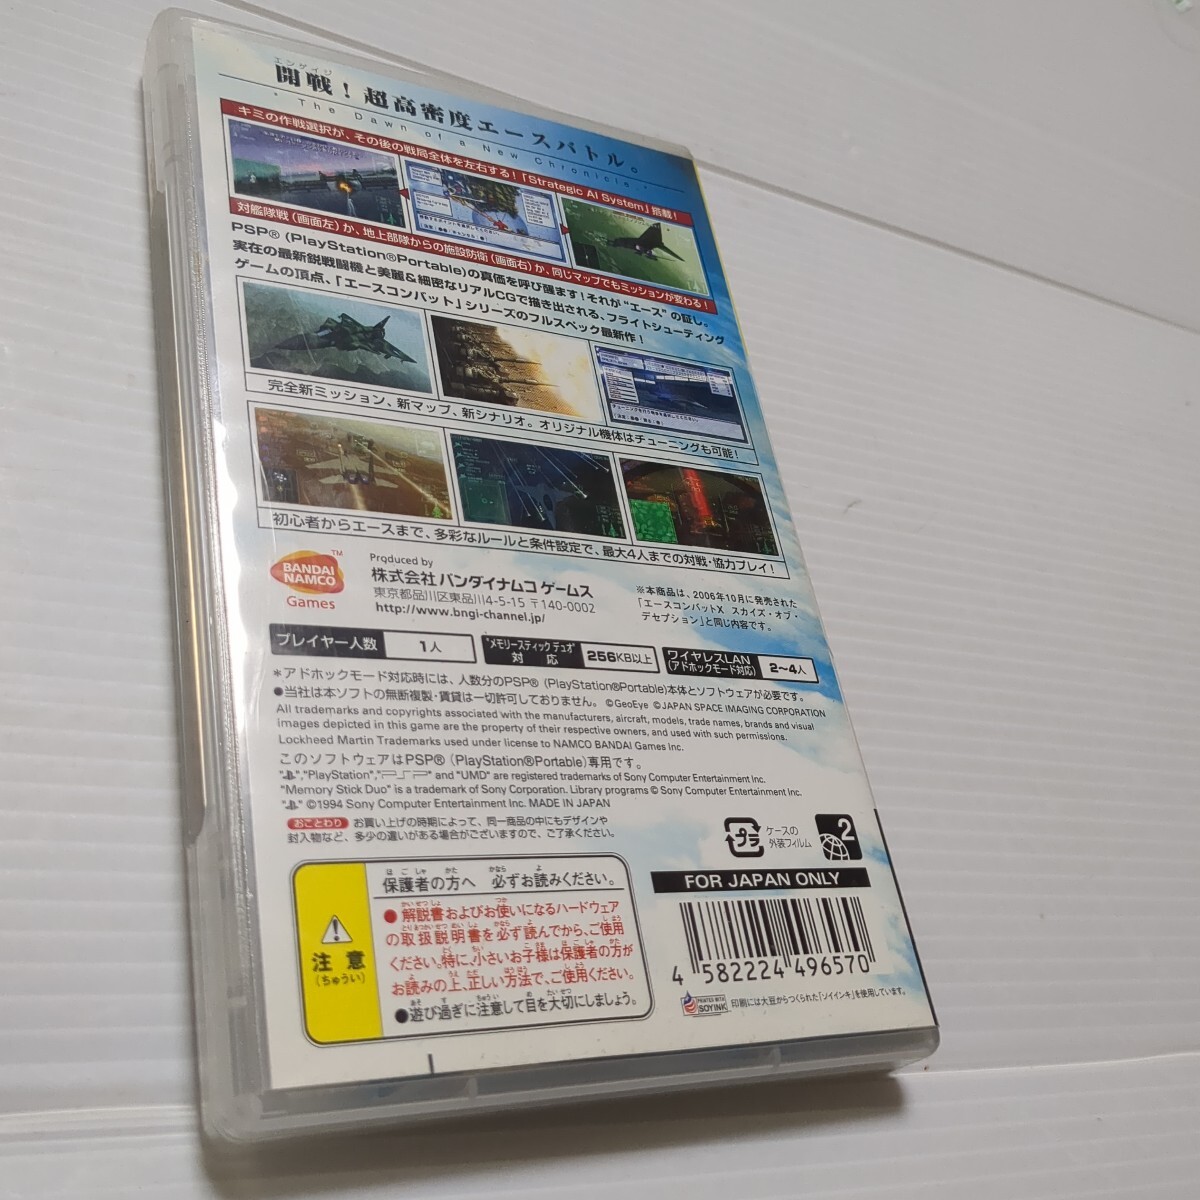 エンゲイジ
開戦！超高密度エースバトル。
" The Dawn of a New Chronicle. "
キミの作戦選択が、その後の戦局全体を左右する！「Strategic AI System」搭載！
対艦隊戦（画面左）か、地上部隊からの施設防衛（画面右）か、同じマップでもミッションが変わる！
PSP®（PlayStation®Portable）の真価を呼び醒ます！それが“エース”の証し。
実在の最新鋭戦闘機と美麗＆細密なリアルCGで描き出される、フライトシューティング
ゲームの頂点、「エースコンバット」シリーズのフルスペック最新作！
完全新ミッション、新マップ、新シナリオ。オリジナル機体はチューニングも可能！
初心者からエースまで、多彩なルールと条件設定で、最大4人までの対戦・協力プレイ！
BANDAI NAMCO Games
TM
Produced by
株式会社 バンダイナムコ ゲームス
東京都品川区東品川4-5-15 〒140-0002
http://www.bngi-channel.jp/
※本商品は、2006年10月に発売された
「エースコンバットX スカイズ・オブ・
デセプション」と同じ内容です。
プレイヤー人数 1人
"メモリースティック デュオ" 対応 256KB以上
ワイヤレスLAN（アドホックモード対応） 2～4人
＊アドホックモード対応時には、人数分のPSP®（PlayStation®Portable）本体とソフトウェアが必要です。
●当社は本ソフトの無断複製・賃貸は一切許可しておりません。 ©GeoEye ©JAPAN SPACE IMAGING CORPORATION
All trademarks and copyrights associated with the manufacturers, aircraft, models, trade names, brands and visual
images depicted in this game are the property of their respective owners, and used with such permissions.
Lockheed Martin Trademarks used under license to NAMCO BANDAI Games Inc.
このソフトウェアはPSP®（PlayStation®Portable）専用です。
" ","PlayStation","PSP" and "UMD" are registered trademarks of Sony Computer Entertainment Inc.
"Memory Stick Duo" is a trademark of Sony Corporation. Library programs © Sony Computer Entertainment Inc.
" " ©1994 Sony Computer Entertainment Inc. MADE IN JAPAN
おことわり お買い上げの時期によって、同一商品の中にもデザインや
封入物など、多少の違いがある場合がございますので、ご了承ください。
プラ
ケースの
外装フィルム
2
FOR JAPAN ONLY
4 582224 496570
PRINTED WITH SOY INK
印刷には大豆からつくられた「ソイインキ」を使用しています。
注意
（ちゅうい）
保護者の方へ 必ずお読みください。
●解説書およびお使いになるハードウェア
の取扱説明書を必ず読んでから、ご使用
ください。特に、小さいお子様は保護者の方が
お読みの上、正しい方法で、ご使用ください。
●遊び過ぎに注意して目を大切にしましょう。